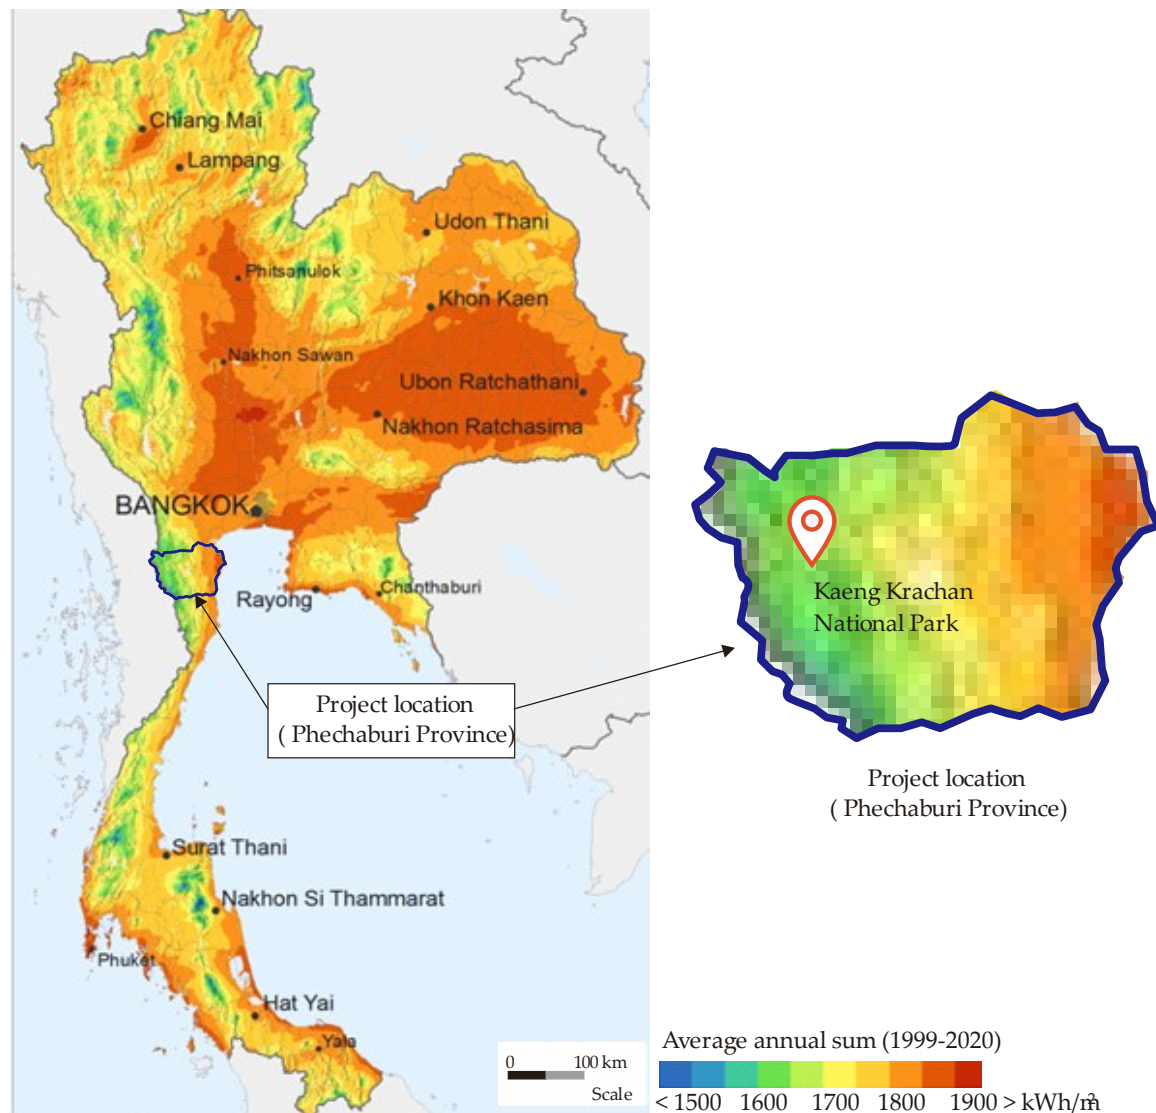 Chiang Mai
Lampang
Udon Thani
Phitsanulok
Khon Kaen
Nakhon Sawan
Ubon Ratchathani
Nakhon Ratchasima
BANGKOK
Chanthaburi
Rayong
Kaeng Krachan
National Park
Project location
( Phechaburi Province)
Project location
( Phechaburi Province)
Surat Thani
Nakhon Si Thammarat
Phuket
Hat Yai
Yala
0 100 km
Scale
Average annual sum (1999-2020)
< 1500 1600 1700 1800 1900 > kWh/m²